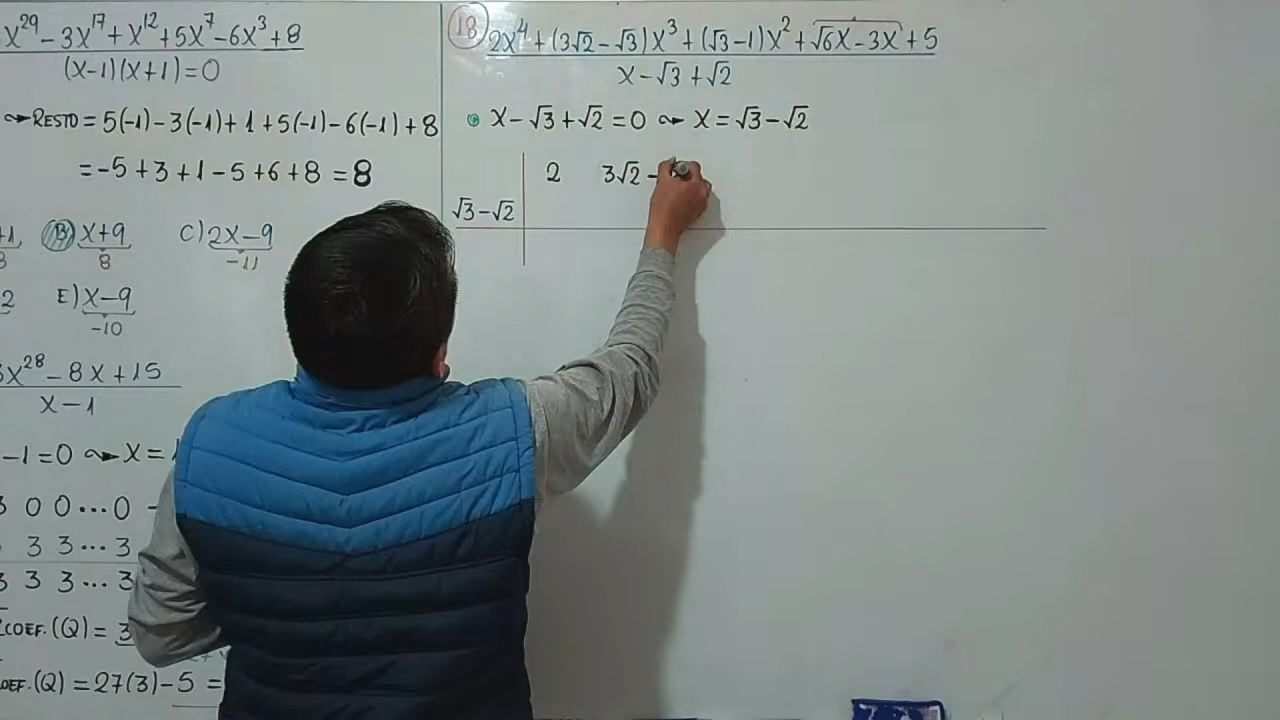 x²⁹-3x¹⁷+x¹²+5x⁷-6x³+8
(x-1)(x+1)=0
↝ RESTO = 5(-1)-3(-1)+1+5(-1)-6(-1)+8
=-5+3+1-5+6+8=8
B) x+9
8
C) 2x-9
-11
2
E) x-9
-10
x²⁸-8x+15
x-1
-1=0 ↝ x=
0 0...0
3 3...3
3 3 3...3
COEF.(Q)=3
OEF.(Q)=27(3)-5=
18
2x⁴+(3√2-√3)x³+(√3-1)x²+√6x-3x+5
x-√3+√2
x-√3+√2=0 ↝ x=√3-√2
2 3√2-
√3-√2